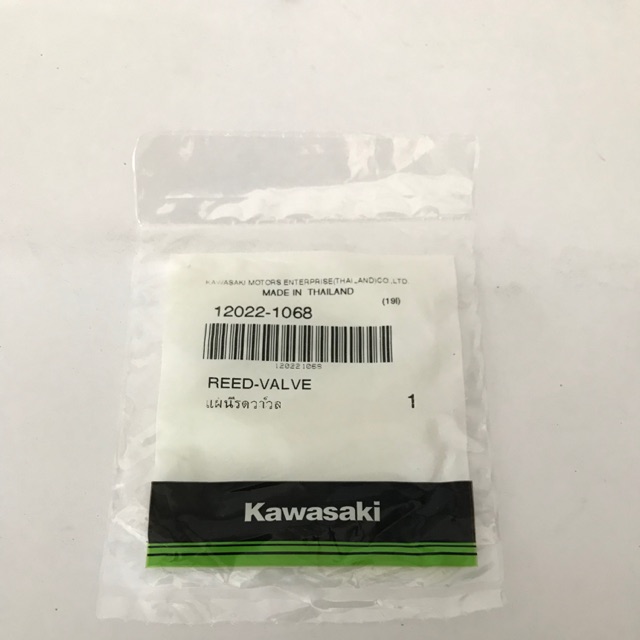 KAWASAKI MOTORS ENTERPRISE(THAILAND)CO.,LTD.
MADE IN THAILAND
(19I)
12022-1068
120221068
REED-VALVE
แผ่นรีดวาวล์ 1
Kawasaki